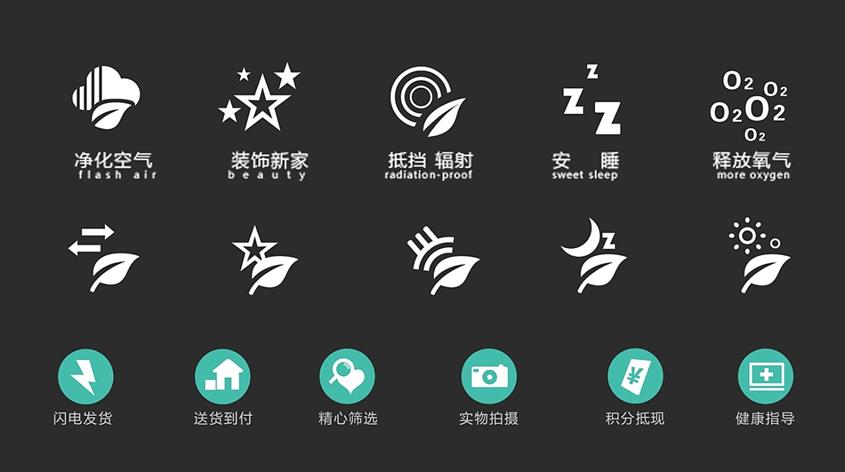 净化空气
flash air
装饰新家
beauty
抵挡 辐射
radiation-proof
z
z
z
安 睡
sweet sleep
O2
O2
O2
O2
O2
释放氧气
more oxygen
z
¥
闪电发货
送货到付
精心筛选
实物拍摄
积分抵现
健康指导